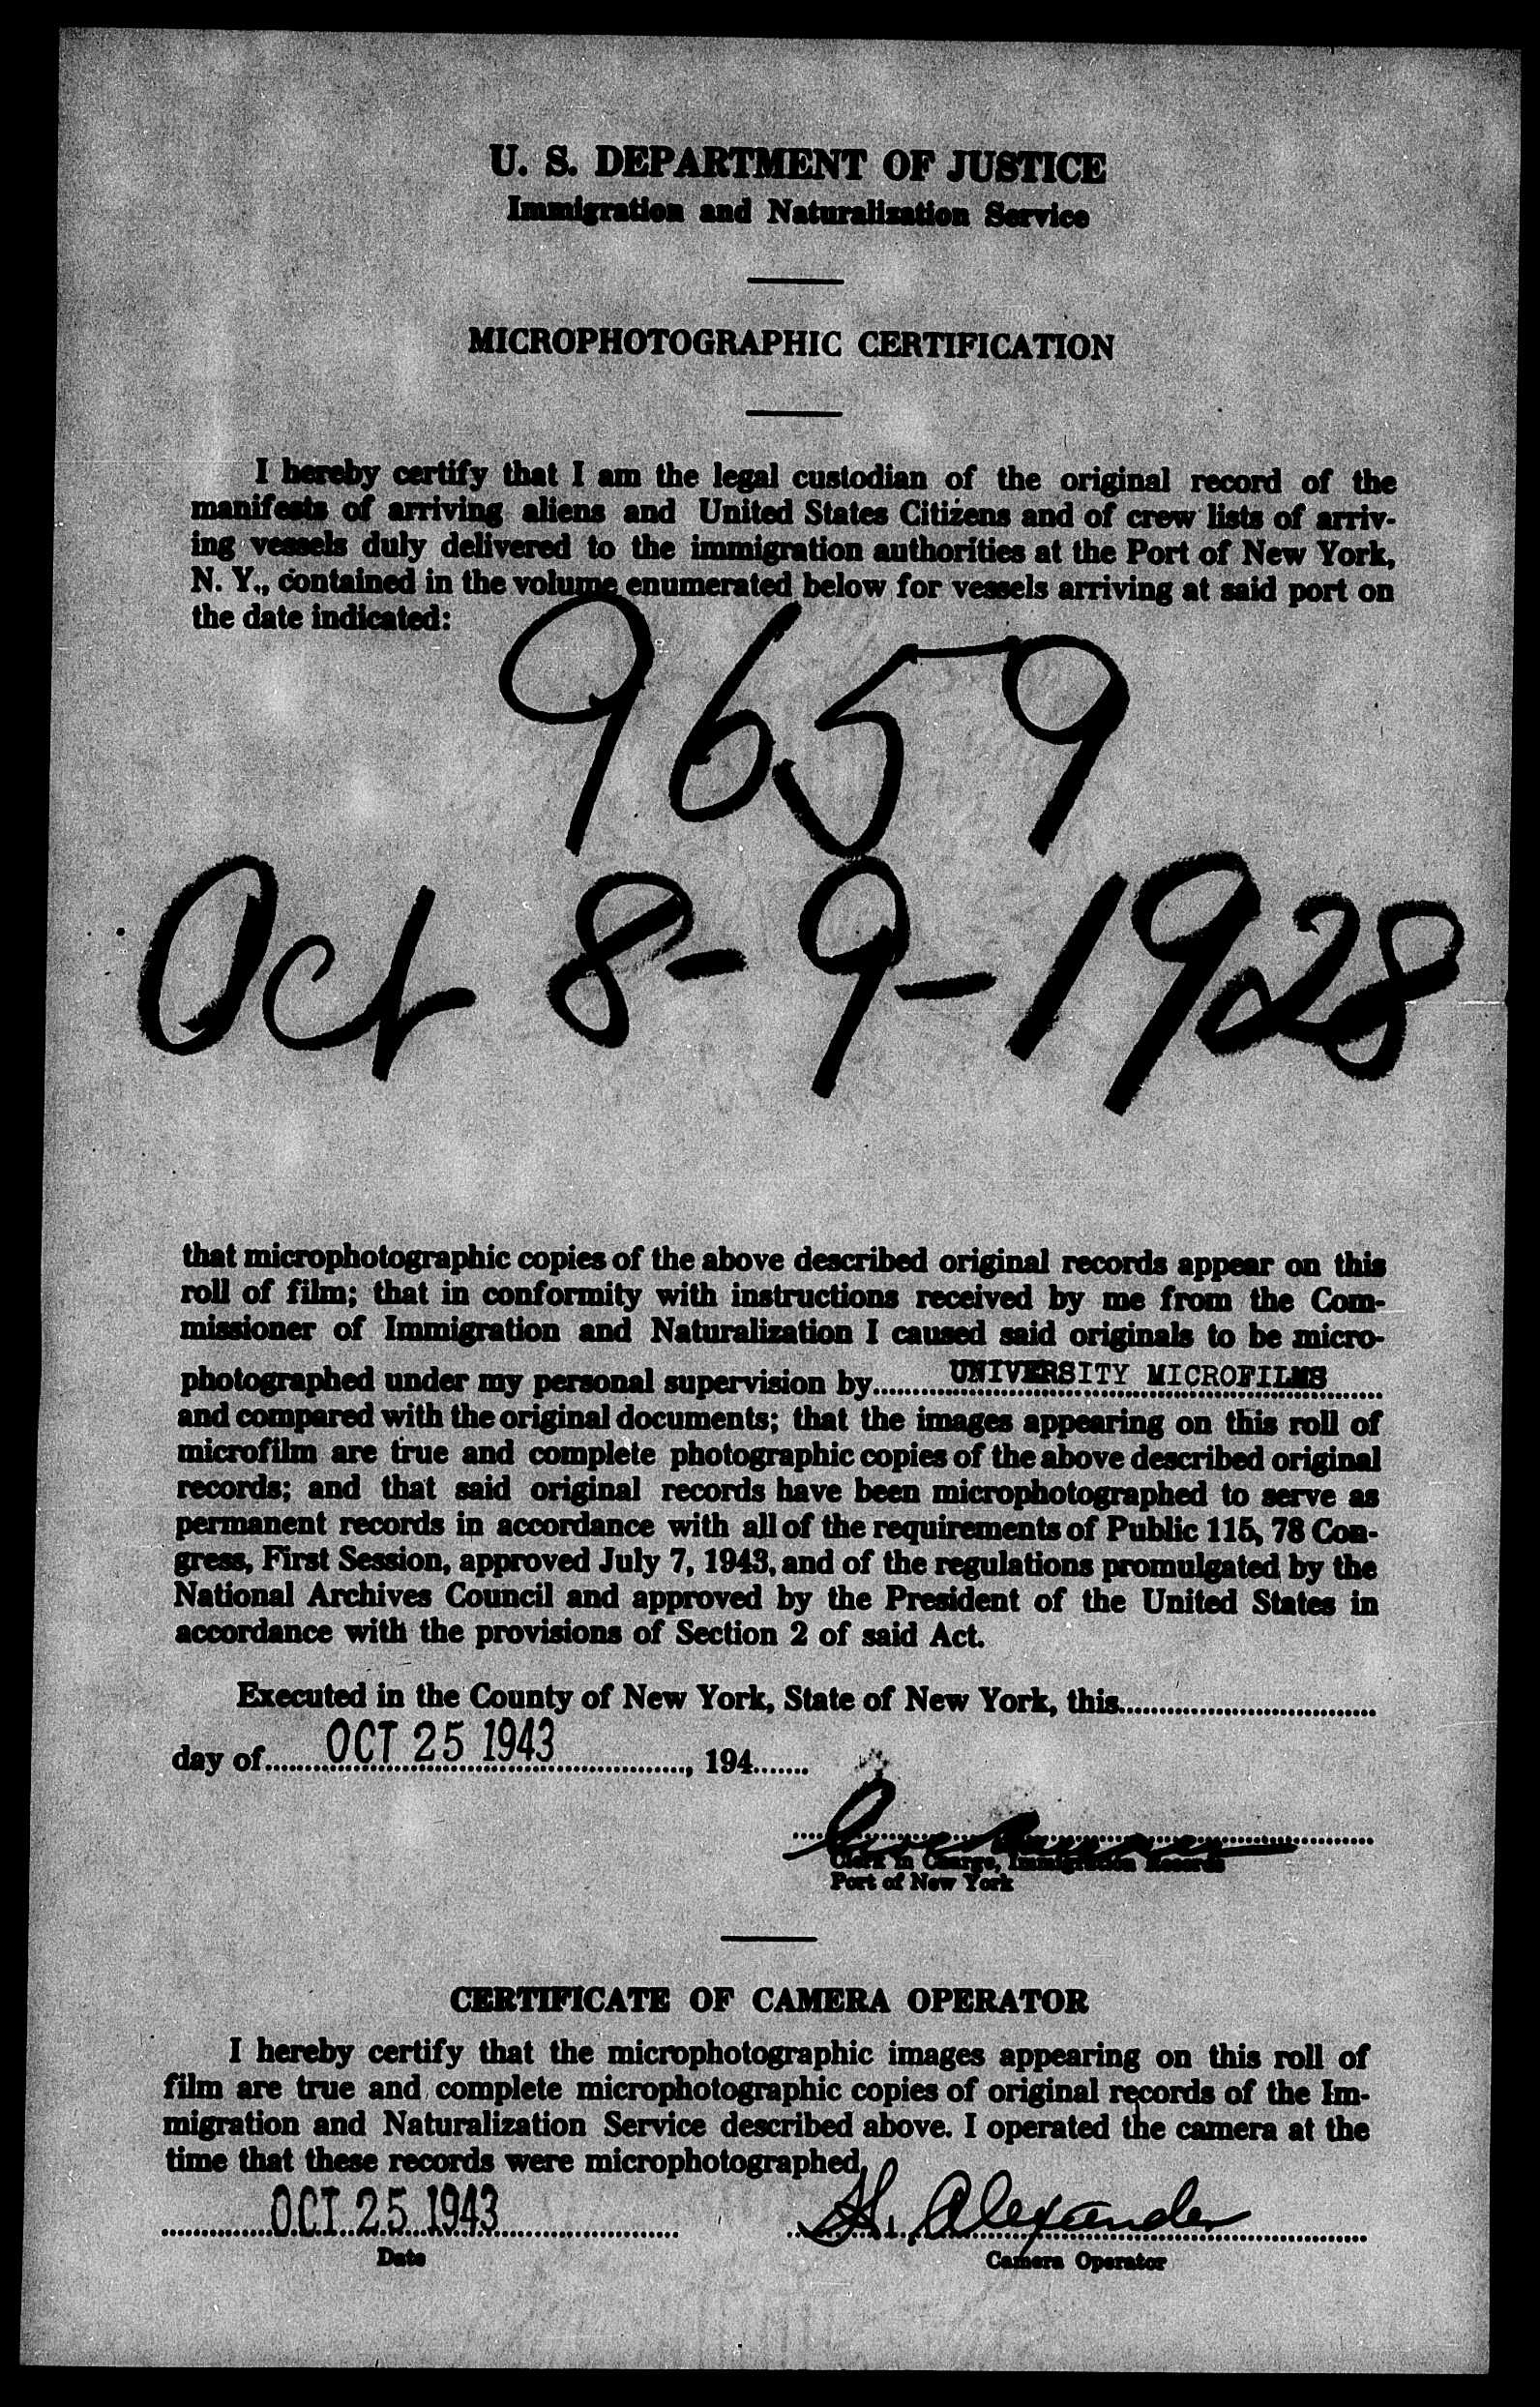 U. S. DEPARTMENT OF JUSTICE
Immigration and Naturalization Service
MICROPHOTOGRAPHIC CERTIFICATION
I hereby certify that I am the legal custodian of the original record of the
manifests of arriving aliens and United States Citizens and of crew lists of arriv-
ing vessels duly delivered to the immigration authorities at the Port of New York,
N. Y., contained in the volume enumerated below for vessels arriving at said port on
the date indicated:
9659
Oct 8-9-1928
that microphotographic copies of the above described original records appear on this
roll of film; that in conformity with instructions received by me from the Com-
missioner of Immigration and Naturalization I caused said originals to be micro-
photographed under my personal supervision by UNIVERSITY MICROFILMS
and compared with the original documents; that the images appearing on this roll of
microfilm are true and complete photographic copies of the above described original
records; and that said original records have been microphotographed to serve as
permanent records in accordance with all of the requirements of Public 115, 78 Con-
gress, First Session, approved July 7, 1943, and of the regulations promulgated by the
National Archives Council and approved by the President of the United States in
accordance with the provisions of Section 2 of said Act.
Executed in the County of New York, State of New York, this
day of OCT 25 1943, 194
Clerk in Charge, Immigration Records
Port of New York
CERTIFICATE OF CAMERA OPERATOR
I hereby certify that the microphotographic images appearing on this roll of
film are true and complete microphotographic copies of original records of the Im-
migration and Naturalization Service described above. I operated the camera at the
time that these records were microphotographed.
OCT 25 1943 H. Alexander
Date Camera Operator